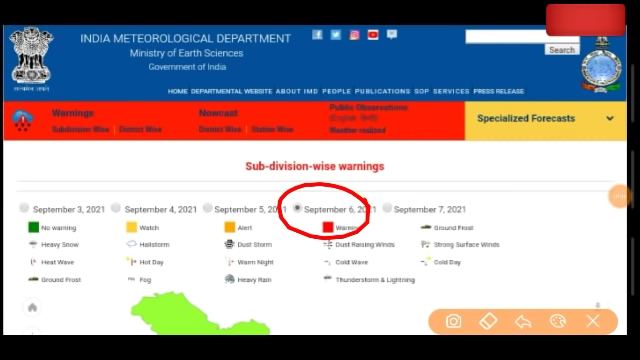 INDIA METEOROLOGICAL DEPARTMENT
Ministry of Earth Sciences
Government of India
Search
HOME DEPARTMENTAL WEBSITE ABOUT IMD PEOPLE PUBLICATIONS SOP SERVICES PRESS RELEASE
Warnings
Subdivision Wise | District Wise
Nowcast
District Wise | Station Wise
Public Observations
Weather realized
Specialized Forecasts
Sub-division-wise warnings
September 3, 2021 September 4, 2021 September 5, 2021 September 6, 2021 September 7, 2021
No warning Watch Alert Warning Ground Frost
Heavy Snow Hailstorm Dust Storm Dust Raising Winds Strong Surface Winds
Heat Wave Hot Day Warm Night Cold Wave Cold Day
Ground Frost Fog Heavy Rain Thunderstorm & Lightning